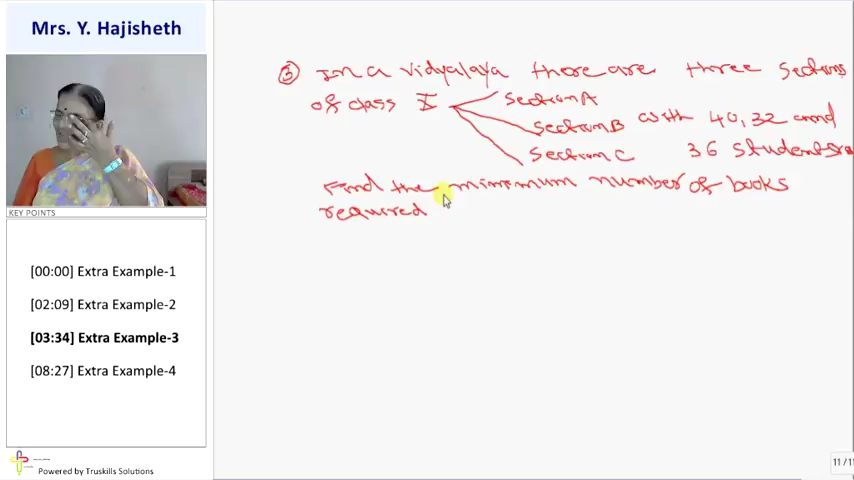 Mrs. Y. Hajisheth
KEY POINTS
[00:00] Extra Example-1
[02:09] Extra Example-2
[03:34] Extra Example-3
[08:27] Extra Example-4
Powered by Truskills Solutions
③ In a vidyalaya there are three sections
of class X section A
section B with 40, 32 and
section C 36 students
Find the minimum number of books
required
11 / 11